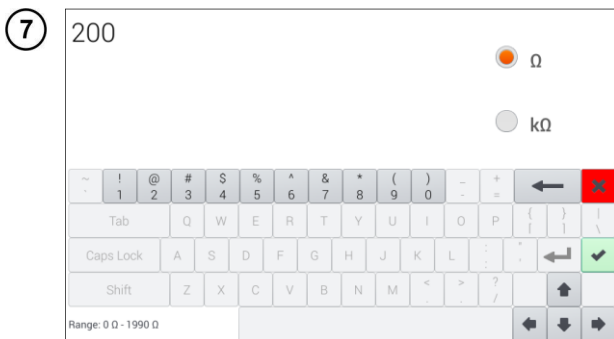 7
200
Ω
kΩ
~ ! @ # $ % ^ & * ( ) _ +
` 1 2 3 4 5 6 7 8 9 0 - =
Tab Q W E R T Y U I O P { }  |
[ ] \
Caps Lock A S D F G H J K L : "
; '
Shift Z X C V B N M < > ?
, . /
Range: 0 Ω - 1990 Ω